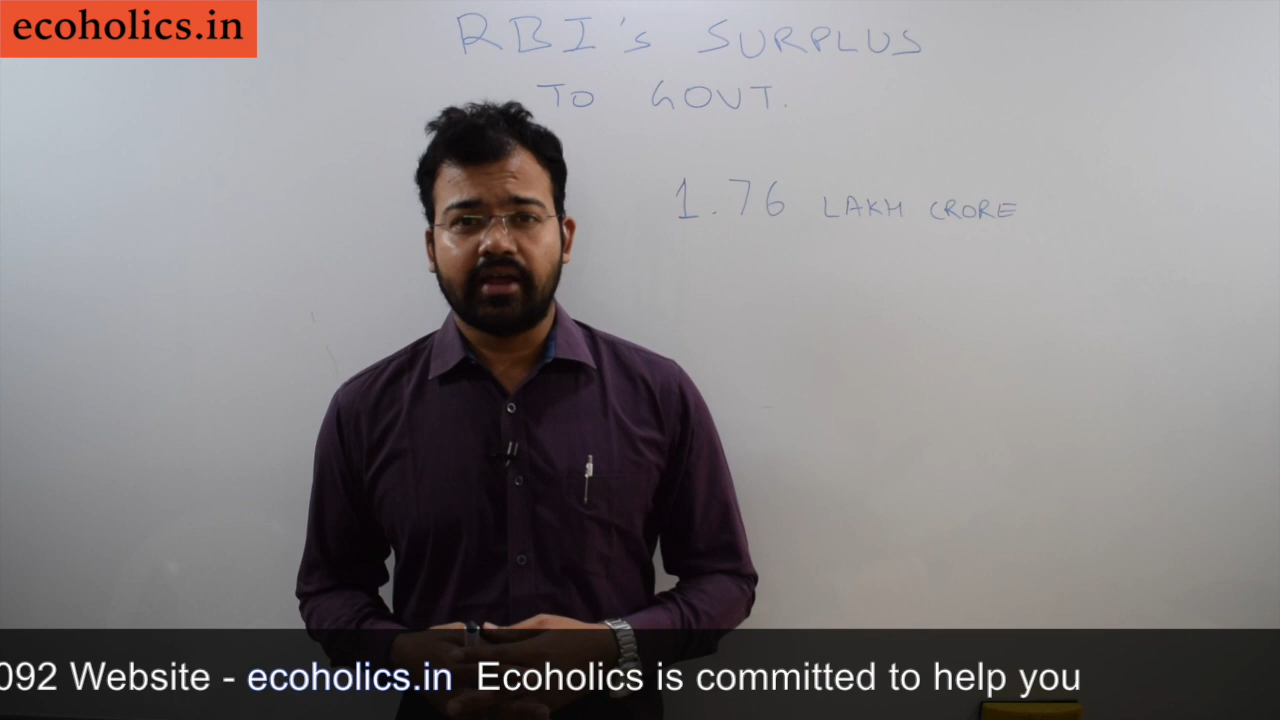 ecoholics.in
RBI's SURPLUS
TO GOVT.
1.76 LAKH CRORE
092 Website - ecoholics.in Ecoholics is committed to help you